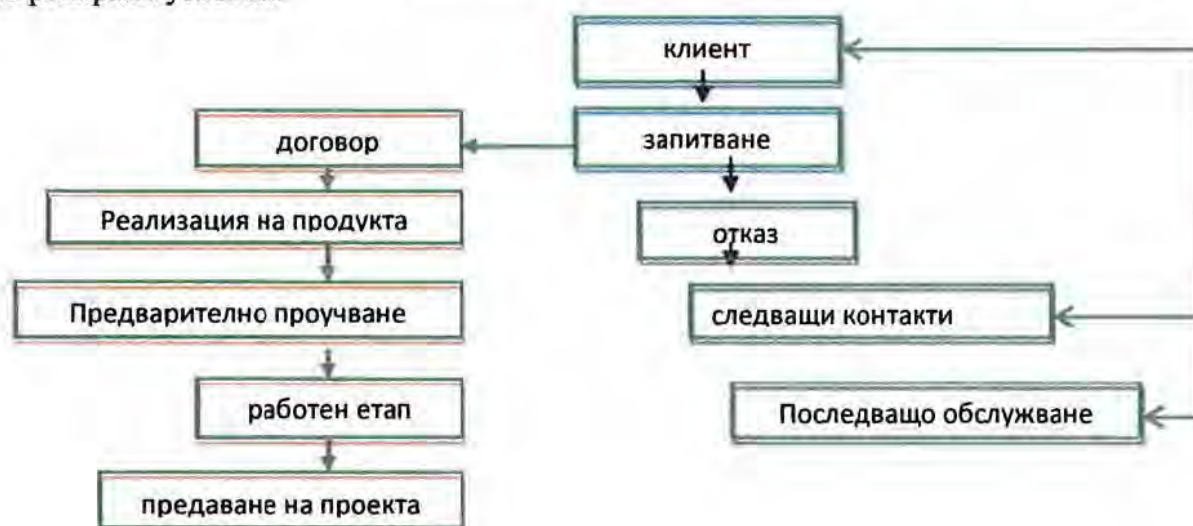 клиент
запитване
договор
Реализация на продукта
отказ
Предварително проучване
следващи контакти
работен етап
Последващо обслужване
предаване на проекта